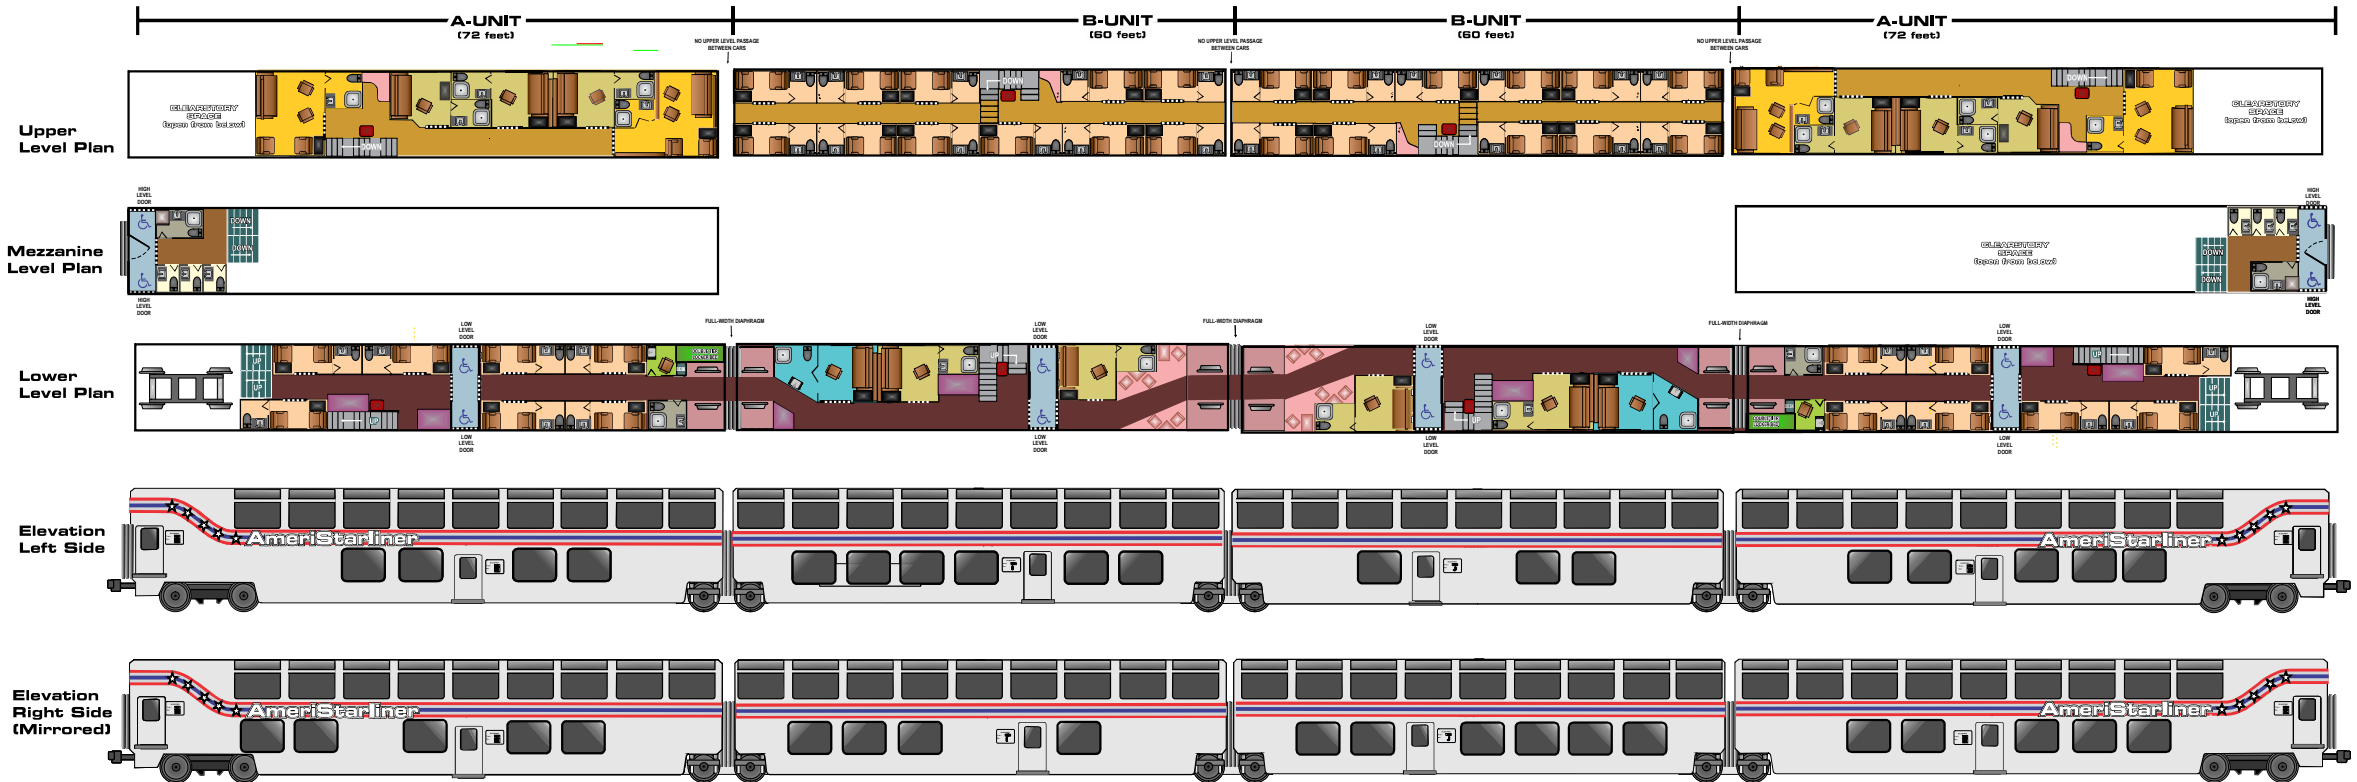 A-UNIT
(72 feet)
B-UNIT
(60 feet)
B-UNIT
(60 feet)
A-UNIT
(72 feet)
NO UPPER LEVEL PASSAGE
BETWEEN CARS
NO UPPER LEVEL PASSAGE
BETWEEN CARS
NO UPPER LEVEL PASSAGE
BETWEEN CARS
Upper
Level Plan
CLEARSTORY
SPACE
(open from below)
DOWN
DOWN
DOWN
DOWN
CLEARSTORY
SPACE
(open from below)
HIGH
LEVEL
DOOR
HIGH
LEVEL
DOOR
Mezzanine
Level Plan
DOWN
DOWN
CLEARSTORY
SPACE
(open from below)
DOWN
DOWN
HIGH
LEVEL
DOOR
HIGH
LEVEL
DOOR
LOW
LEVEL
DOOR
FULL-WIDTH DIAPHRAGM
LOW
LEVEL
DOOR
FULL-WIDTH DIAPHRAGM
LOW
LEVEL
DOOR
FULL-WIDTH DIAPHRAGM
LOW
LEVEL
DOOR
Lower
Level Plan
UP
UP
UP
UP
UP
UP
UP
UP
LOW
LEVEL
DOOR
LOW
LEVEL
DOOR
LOW
LEVEL
DOOR
LOW
LEVEL
DOOR
Elevation
Left Side
AmeriStarliner
AmeriStarliner
Elevation
Right Side
(Mirrored)
AmeriStarliner
AmeriStarliner